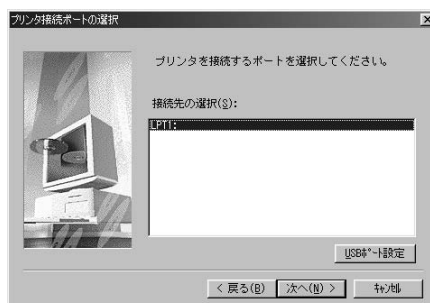 プリンタ接続ポートの選択
プリンタを接続するポートを選択してください。
接続先の選択(S):
LPT1:
USBﾎﾟｰﾄ設定
< 戻る(B)
次へ(N) >
ｷｬﾝｾﾙ